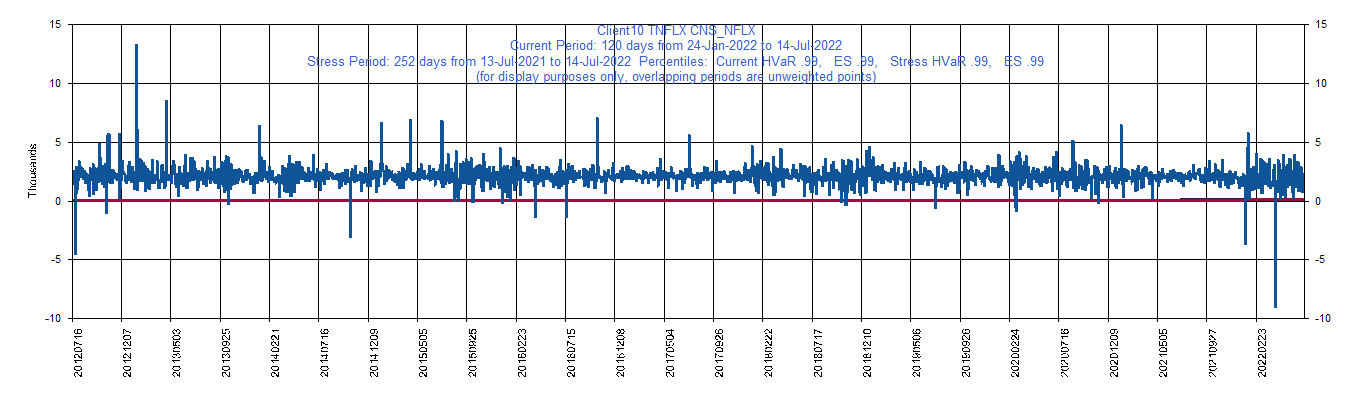 Client10 TNFLX CNS_NFLX
Current Period: 120 days from 24-Jan-2022 to 14-Jul-2022
Stress Period: 252 days from 13-Jul-2021 to 14-Jul-2022 Percentiles: Current HVaR .99, ES .99, Stress HVaR .99, ES .99
(for display purposes only, overlapping periods are unweighted points)
15 15
10 10
5 5
Thousands
0 0
-5 -5
-10 -10
20120716 20121207 20130503 20130925 20140221 20140716 20141209 20150505 20150925 20160223 20160715 20161208 20170504 20170926 20180222 20180717 20181210 20190506 20190926 20200224 20200716 20201209 20210505 20210927 20220223